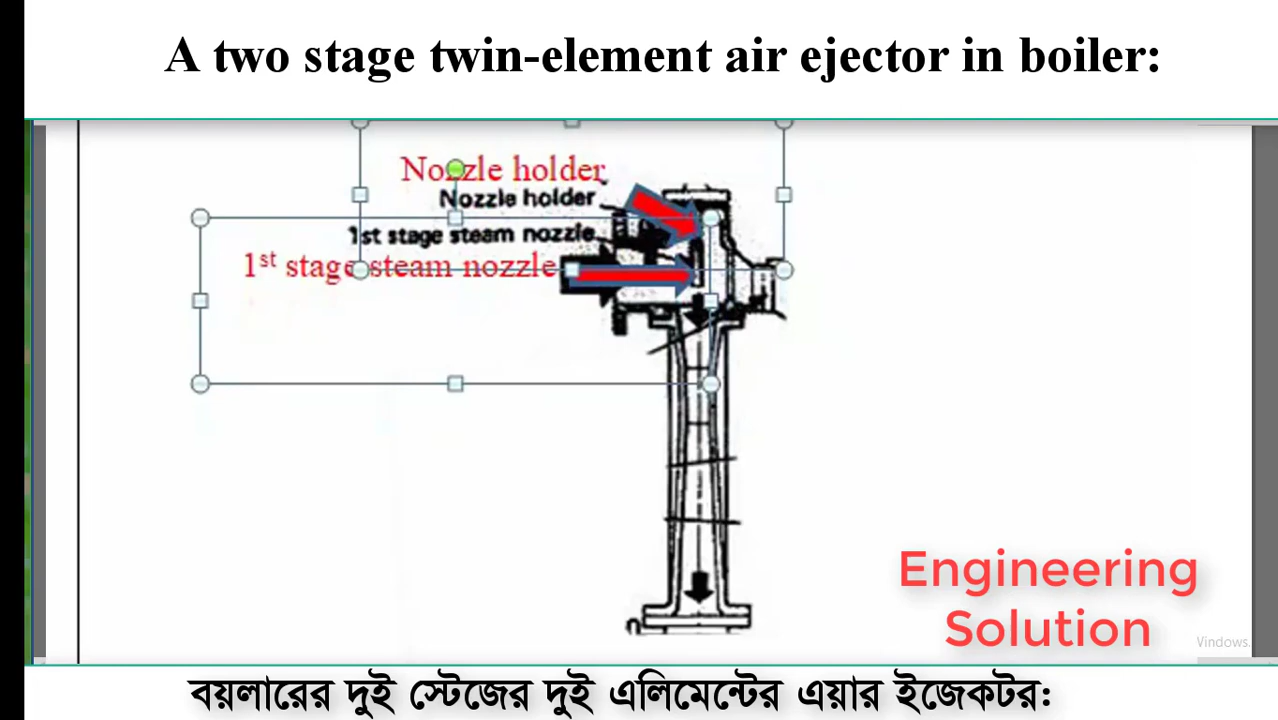 A two stage twin-element air ejector in boiler:
Nozzle holder
Nozzle holder
1st stage steam nozzle
1st stage steam nozzle
Engineering
Solution
Windows.
বয়লারের দুই স্টেজের দুই এলিমেন্টের এয়ার ইজেকটর: